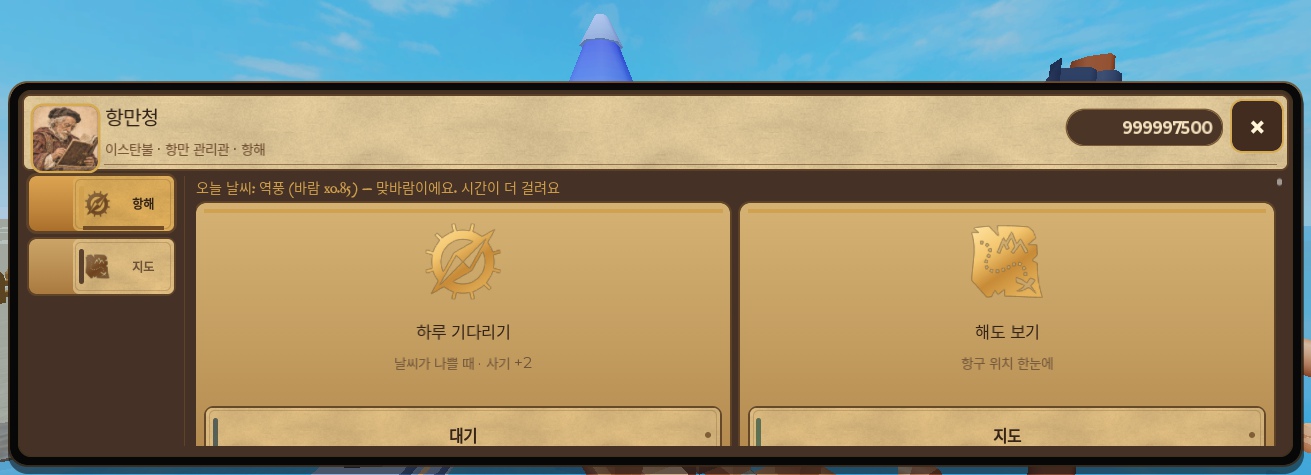 항만청
이스탄불 · 항만 관리관 · 항해
999997500
×
항해
지도
오늘 날씨: 역풍 (바람 x0.85) — 맞바람이에요. 시간이 더 걸려요
하루 기다리기
날씨가 나쁠 때 · 사기 +2
대기
해도 보기
항구 위치 한눈에
지도